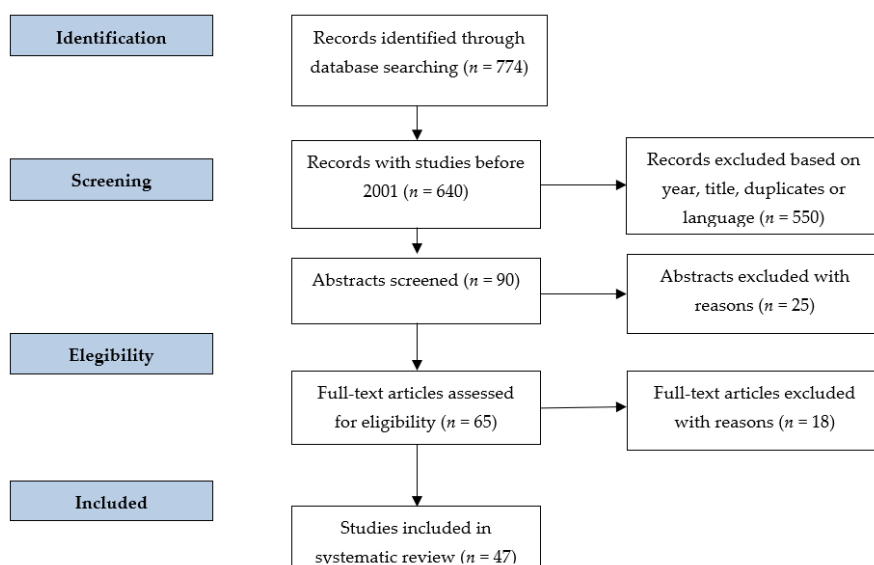 Identification
Records identified through
database searching (n = 774)
Screening
Records with studies before
2001 (n = 640)
Records excluded based on
year, title, duplicates or
language (n = 550)
Abstracts screened (n = 90)
Abstracts excluded with
reasons (n = 25)
Elegibility
Full-text articles assessed
for eligibility (n = 65)
Full-text articles excluded
with reasons (n = 18)
Included
Studies included in
systematic review (n = 47)